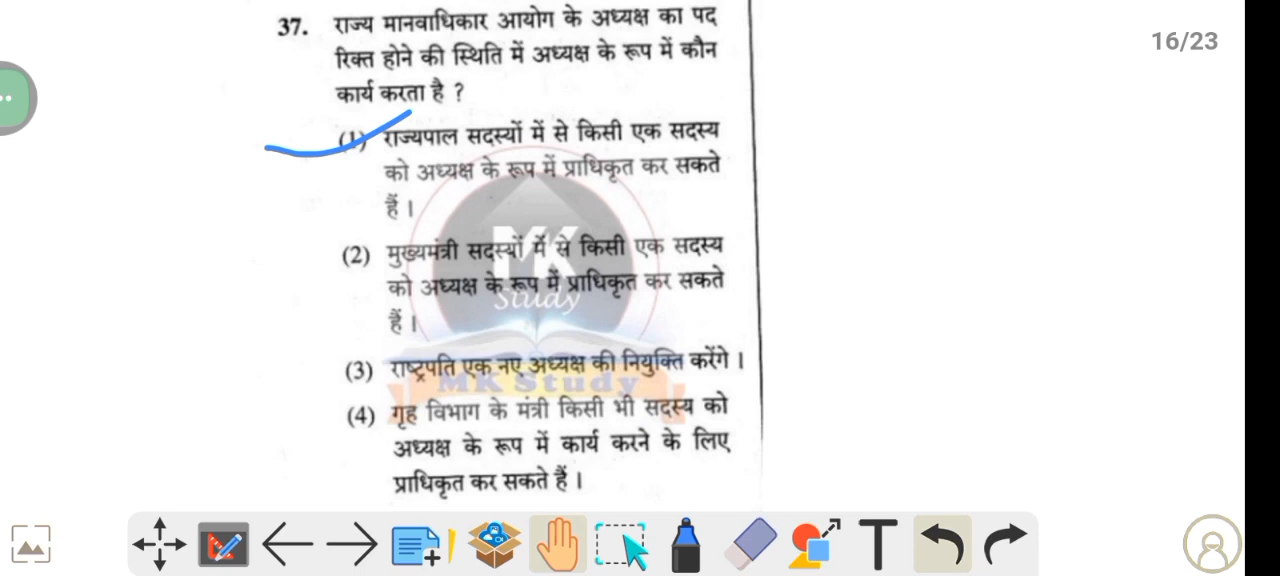 16/23
37. राज्य मानवाधिकार आयोग के अध्यक्ष का पद
रिक्त होने की स्थिति में अध्यक्ष के रूप में कौन
कार्य करता है ?
(1) राज्यपाल सदस्यों में से किसी एक सदस्य
को अध्यक्ष के रूप में प्राधिकृत कर सकते
हैं ।
(2) मुख्यमंत्री सदस्यों में से किसी एक सदस्य
को अध्यक्ष के रूप में प्राधिकृत कर सकते
हैं ।
(3) राष्ट्रपति एक नए अध्यक्ष की नियुक्ति करेंगे ।
(4) गृह विभाग के मंत्री किसी भी सदस्य को
अध्यक्ष के रूप में कार्य करने के लिए
प्राधिकृत कर सकते हैं ।
MK
Study
MK Study
T